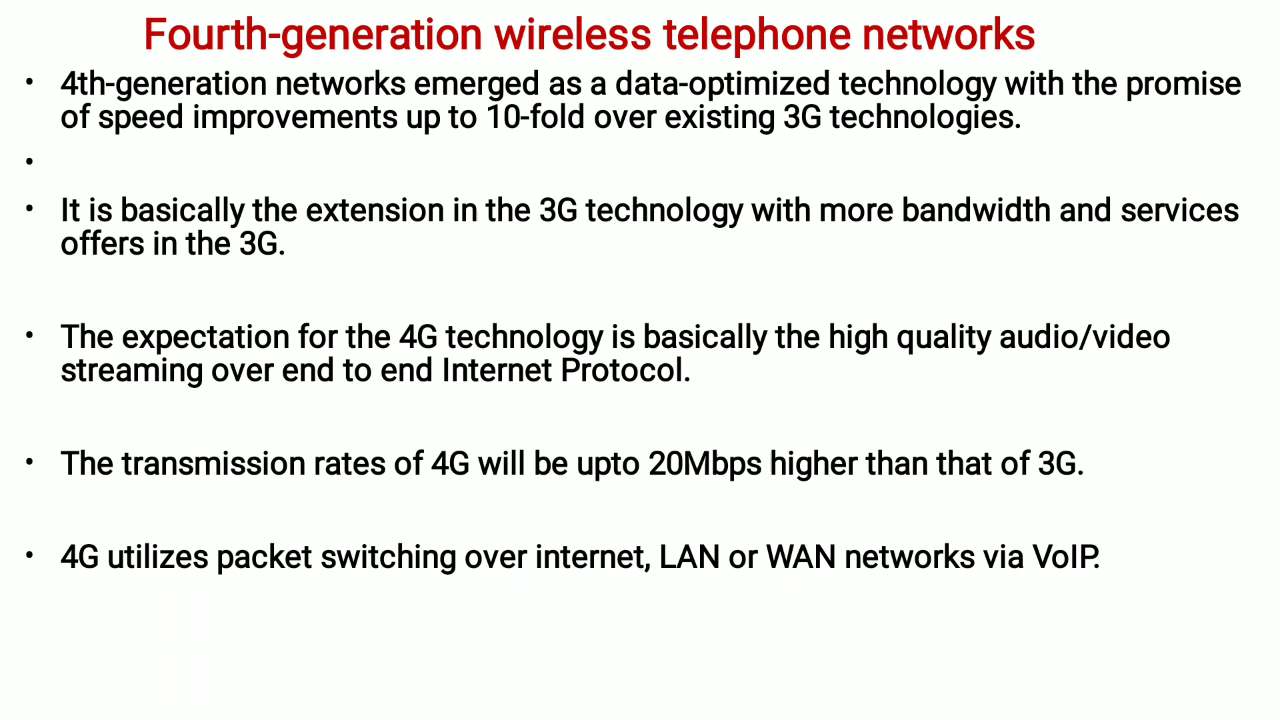 Fourth-generation wireless telephone networks
• 4th-generation networks emerged as a data-optimized technology with the promise
of speed improvements up to 10-fold over existing 3G technologies.
•
• It is basically the extension in the 3G technology with more bandwidth and services
offers in the 3G.
• The expectation for the 4G technology is basically the high quality audio/video
streaming over end to end Internet Protocol.
• The transmission rates of 4G will be upto 20Mbps higher than that of 3G.
• 4G utilizes packet switching over internet, LAN or WAN networks via VoIP.